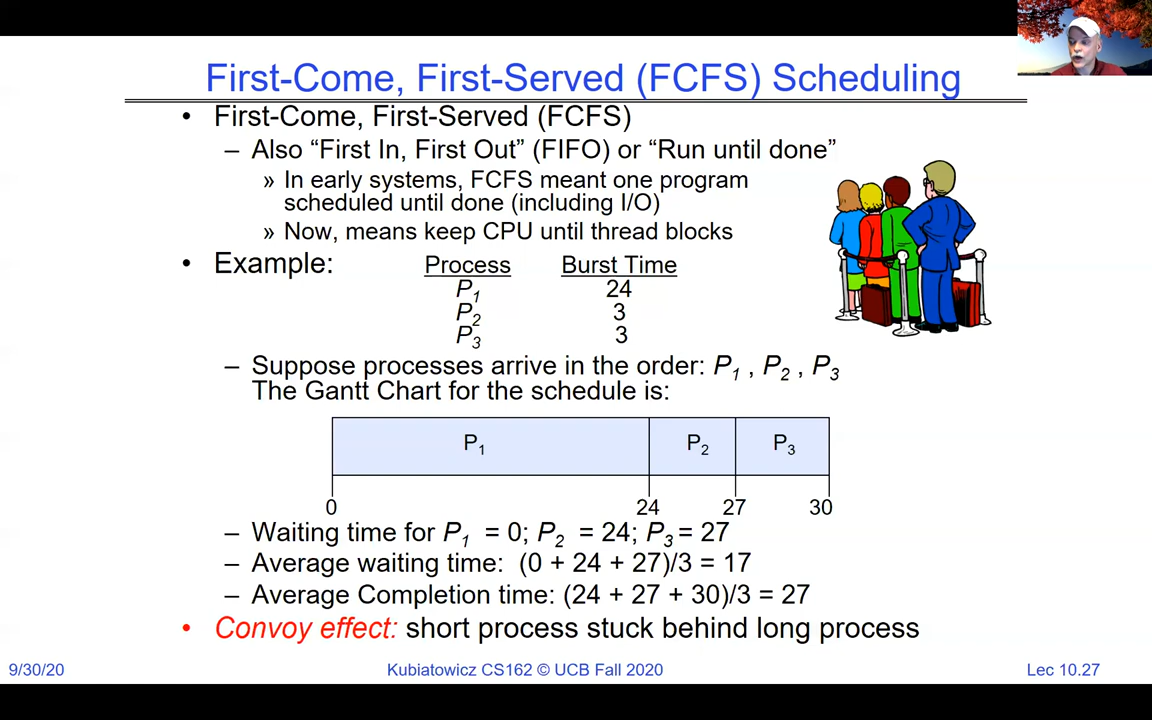 First-Come, First-Served (FCFS) Scheduling
• First-Come, First-Served (FCFS)
– Also “First In, First Out” (FIFO) or “Run until done”
» In early systems, FCFS meant one program
scheduled until done (including I/O)
» Now, means keep CPU until thread blocks
• Example: Process Burst Time
P1 24
P2 3
P3 3
– Suppose processes arrive in the order: P1 , P2 , P3
The Gantt Chart for the schedule is:
P1 P2 P3
0 24 27 30
– Waiting time for P1 = 0; P2 = 24; P3 = 27
– Average waiting time: (0 + 24 + 27)/3 = 17
– Average Completion time: (24 + 27 + 30)/3 = 27
• Convoy effect: short process stuck behind long process
9/30/20 Kubiatowicz CS162 © UCB Fall 2020 Lec 10.27